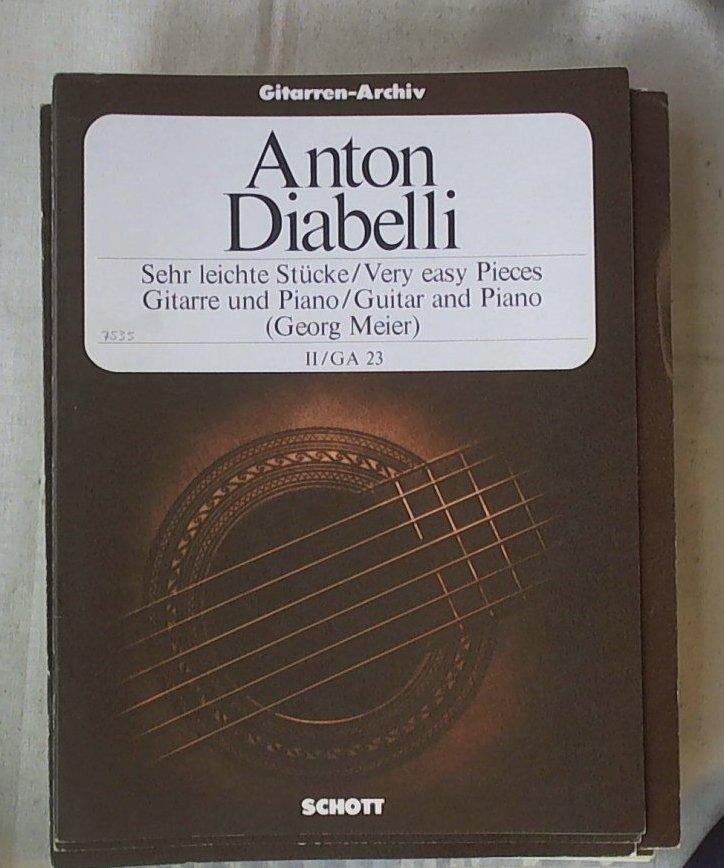 Gitarren-Archiv
Anton
Diabelli
Sehr leichte Stücke/Very easy Pieces
Gitarre und Piano/Guitar and Piano
(Georg Meier)
7535
II/GA 23
SCHOTT